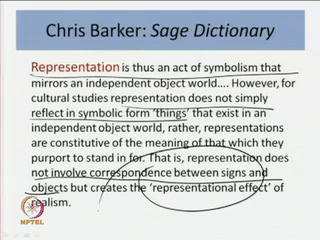 Chris Barker: Sage Dictionary
Representation is thus an act of symbolism that
mirrors an independent object world.... However, for
cultural studies representation does not simply
reflect in symbolic form 'things' that exist in an
independent object world, rather, representations
are constitutive of the meaning of that which they
purport to stand in for. That is, representation does
not involve correspondence between signs and
objects but creates the 'representational effect' of
realism.
NPTEL